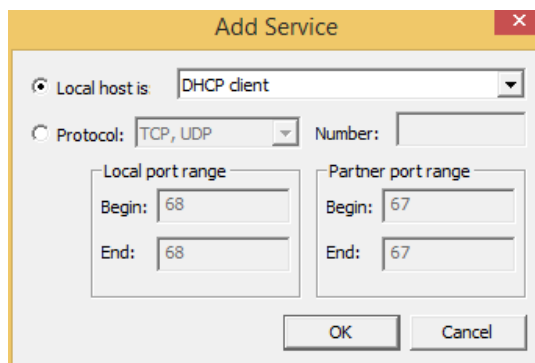 Add Service
Local host is: DHCP client
Protocol: TCP, UDP Number:
Local port range Partner port range
Begin: 68 Begin: 67
End: 68 End: 67
OK Cancel